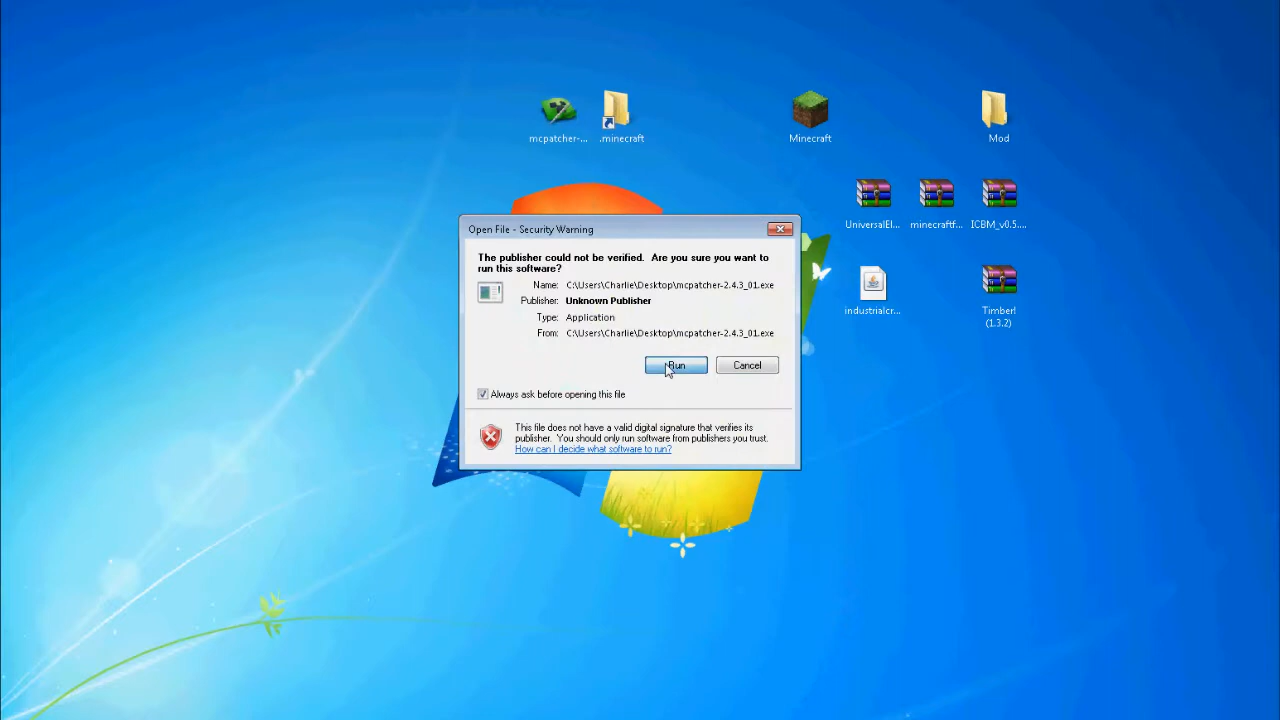 mcpatcher-...
.minecraft
Minecraft
Mod
UniversalEl...
minecraftf...
ICBM_v0.5....
industrialcr...
Timber!
(1.3.2)
Open File - Security Warning
The publisher could not be verified. Are you sure you want to
run this software?
Name: C:\Users\Charlie\Desktop\mcpatcher-2.4.3_01.exe
Publisher: Unknown Publisher
Type: Application
From: C:\Users\Charlie\Desktop\mcpatcher-2.4.3_01.exe
Run Cancel
Always ask before opening this file
This file does not have a valid digital signature that verifies its
publisher. You should only run software from publishers you trust.
How can I decide what software to run?